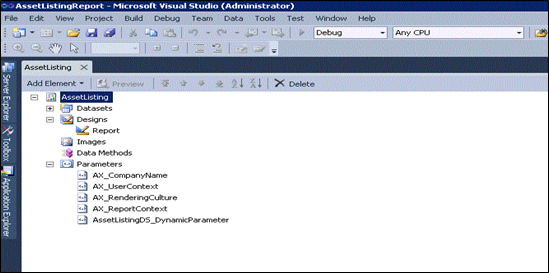 AssetListingReport - Microsoft Visual Studio (Administrator)
File Edit View Project Build Debug Team Data Tools Test Window Help
Debug Any CPU
AssetListing
Add Element Preview Delete
AssetListing
Datasets
Designs
Report
Images
Data Methods
Parameters
AX_CompanyName
AX_UserContext
AX_RenderingCulture
AX_ReportContext
AssetListingDS_DynamicParameter
Server Explorer
Toolbox
Application Explorer